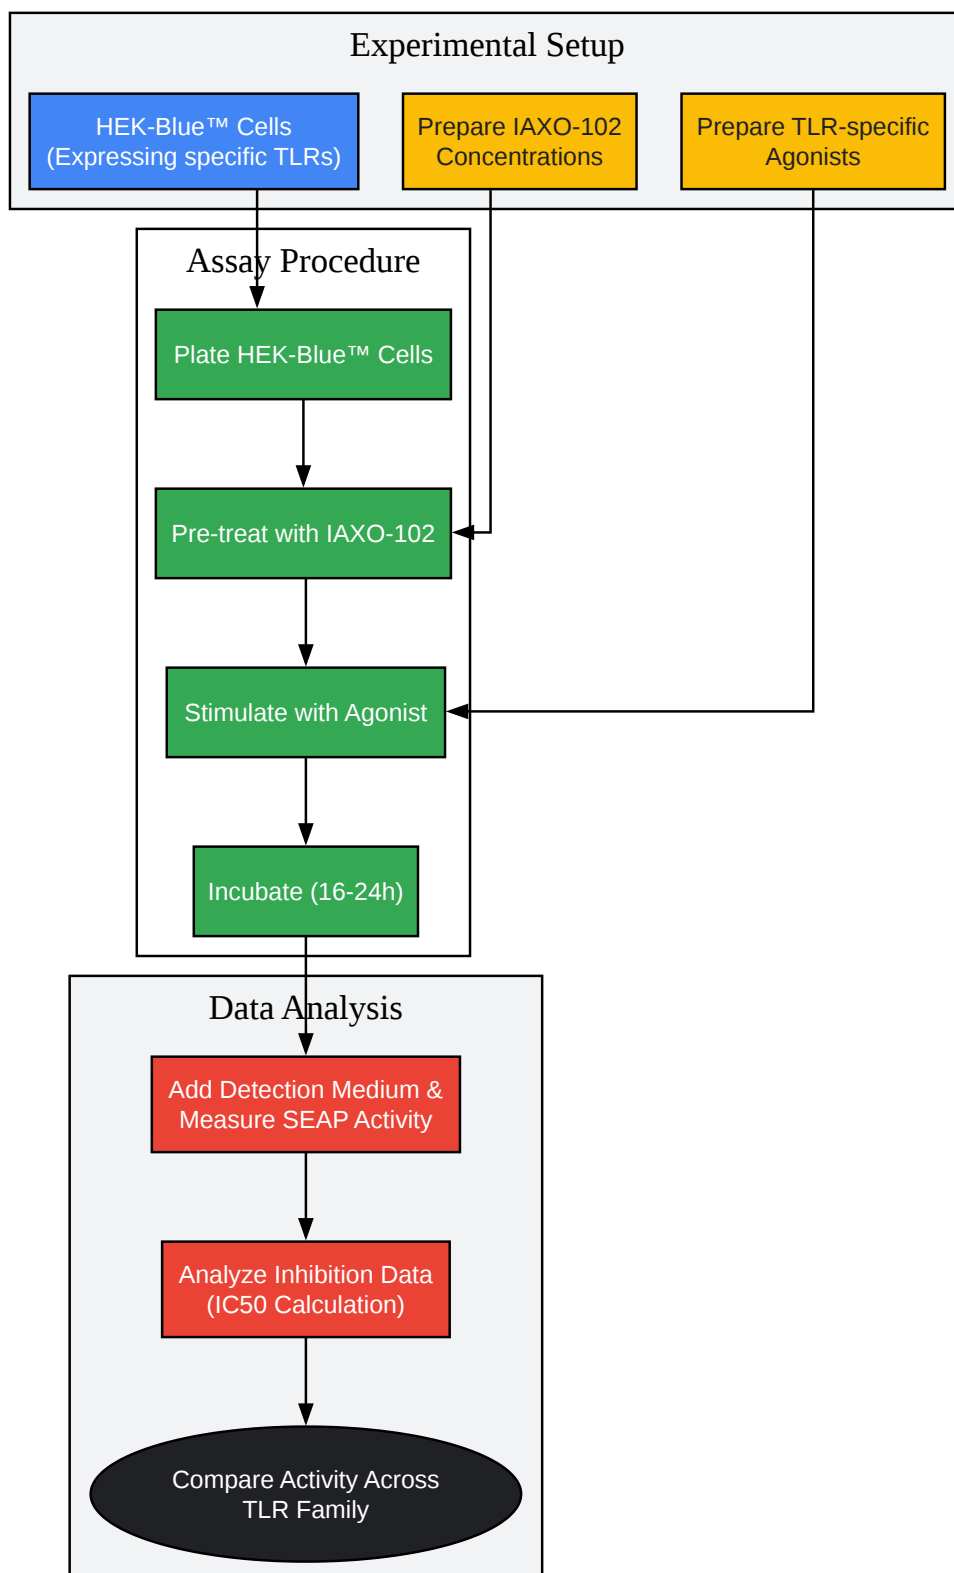 Experimental Setup
HEK-Blue™ Cells
(Expressing specific TLRs)
Prepare IAXO-102
Concentrations
Prepare TLR-specific
Agonists
Assay Procedure
Plate HEK-Blue™ Cells
Pre-treat with IAXO-102
Stimulate with Agonist
Incubate (16-24h)
Data Analysis
Add Detection Medium &
Measure SEAP Activity
Analyze Inhibition Data
(IC50 Calculation)
Compare Activity Across
TLR Family